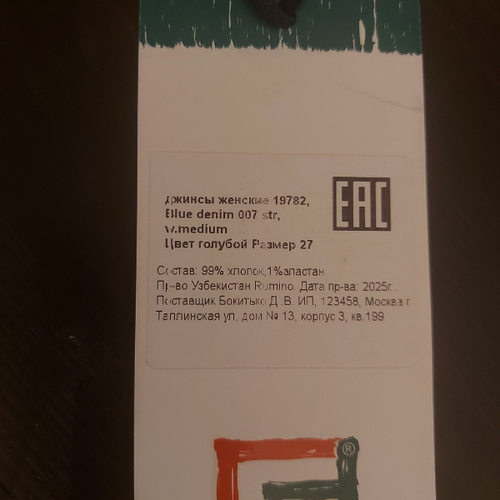 Джинсы женские 19782,
Blue denim 007 str,
v.medium
Цвет голубой Размер 27
EAC
Состав: 99% хлопок,1%эластан
Пр-во Узбекистан Rumino. Дата пр-ва: 2025г.
Поставщик Бокитько Д.В. ИП, 123458, Москва г
Таллинская ул, дом № 13, корпус 3, кв.199
®